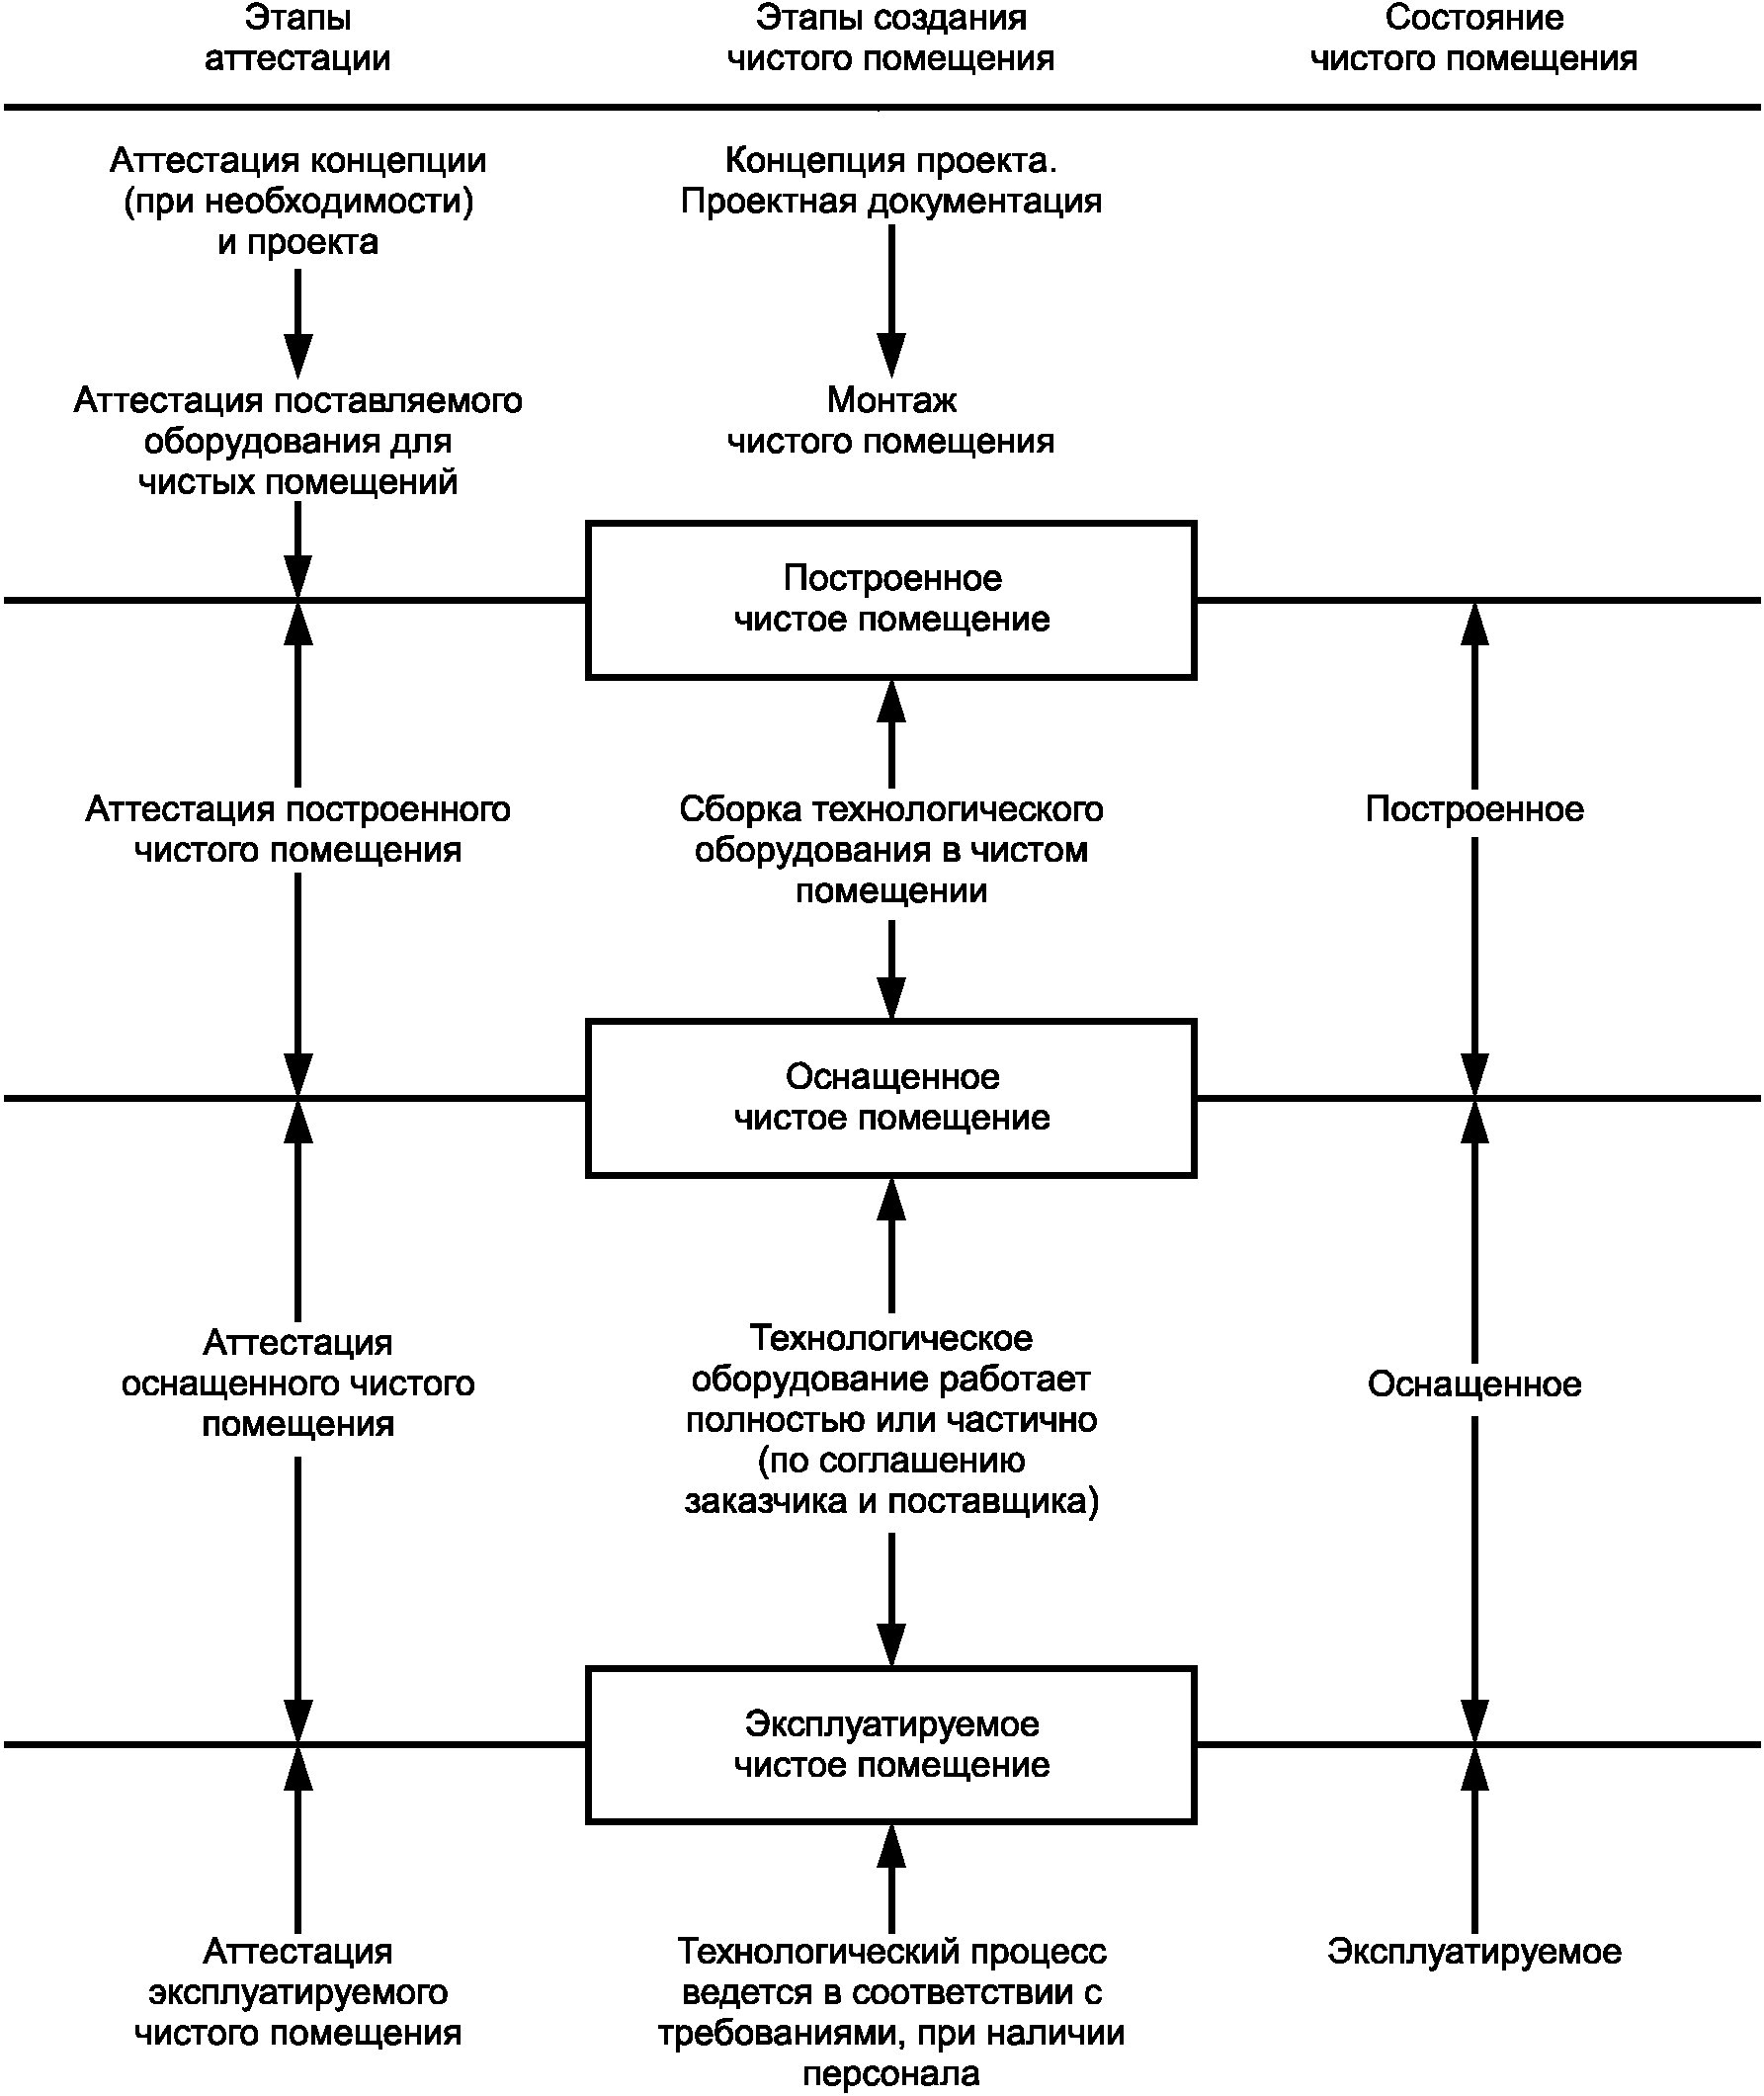 Этапы
аттестации
Этапы создания
чистого помещения
Состояние
чистого помещения
Аттестация концепции
(при необходимости)
и проекта
Концепция проекта.
Проектная документация
Аттестация поставляемого
оборудования для
чистых помещений
Монтаж
чистого помещения
Построенное
чистое помещение
Аттестация построенного
чистого помещения
Сборка технологического
оборудования в чистом
помещении
Построенное
Оснащенное
чистое помещение
Аттестация
оснащенного чистого
помещения
Технологическое
оборудование работает
полностью или частично
(по соглашению
заказчика и поставщика)
Оснащенное
Эксплуатируемое
чистое помещение
Аттестация
эксплуатируемого
чистого помещения
Технологический процесс
ведется в соответствии с
требованиями, при наличии
персонала
Эксплуатируемое